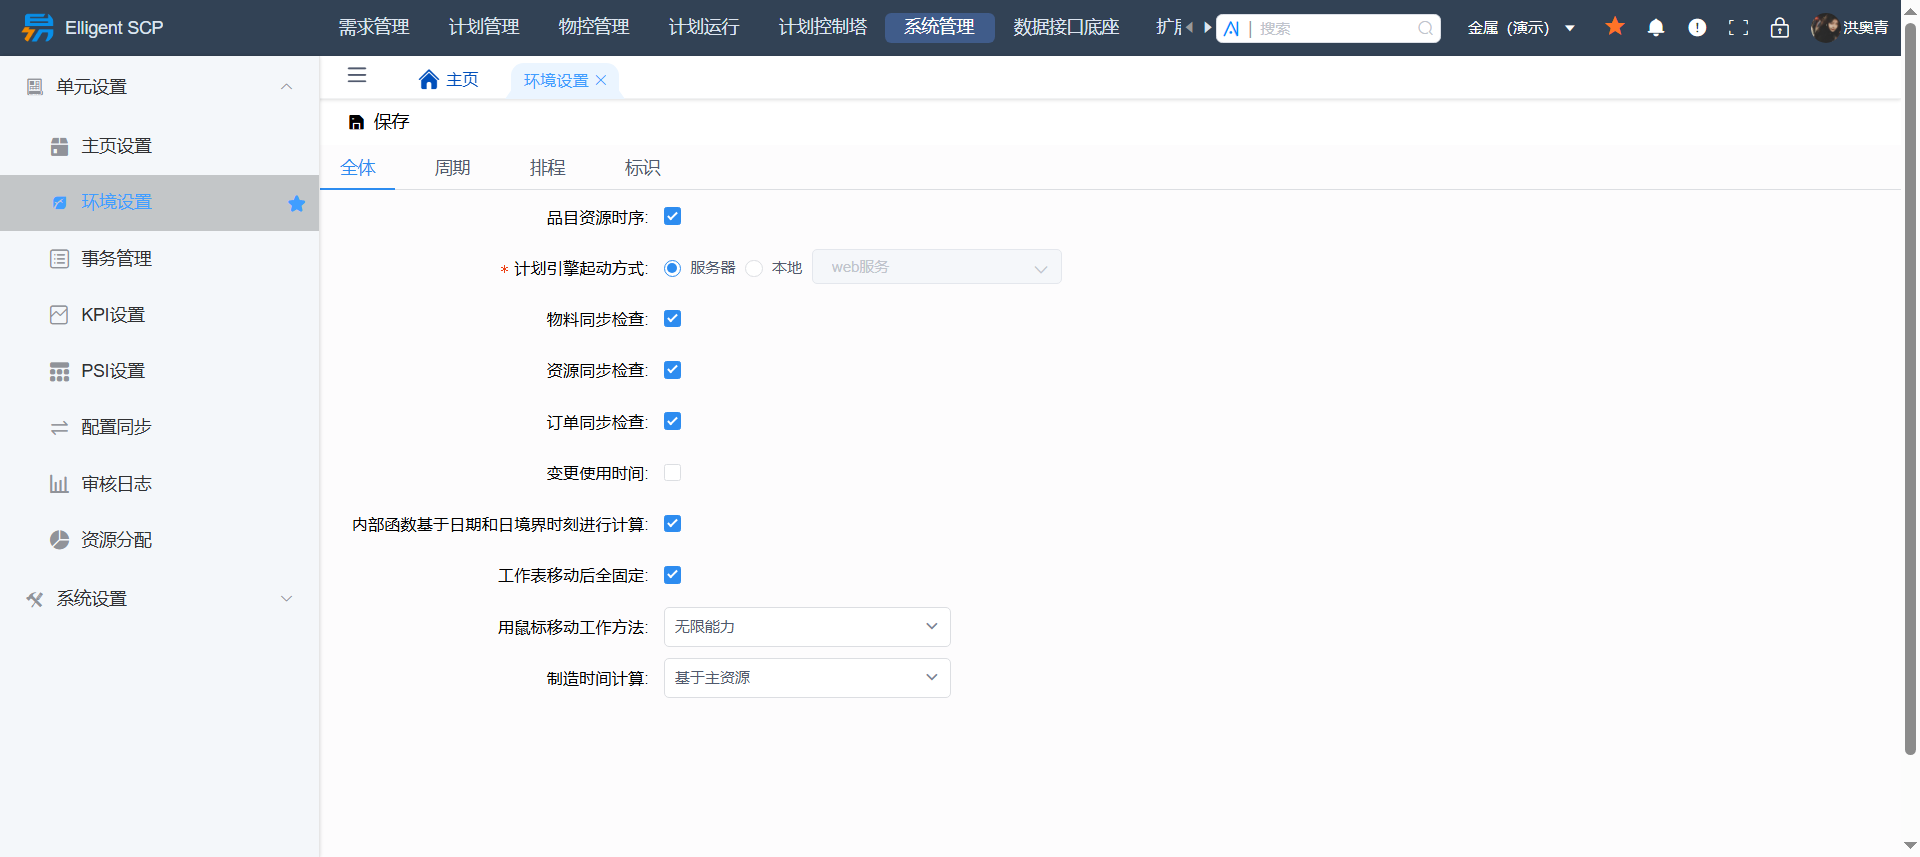 Elligent SCP
需求管理 计划管理 物控管理 计划运行 计划控制塔 系统管理 数据接口底座
AI | 搜索
金属 (演示)
洪奥青
单元设置
主页设置
环境设置
事务管理
KPI设置
PSI设置
配置同步
审核日志
资源分配
系统设置
主页 环境设置
保存
全体 周期 排程 标识
品目资源时序:
* 计划引擎起动方式: 服务器 本地 web服务
物料同步检查:
资源同步检查:
订单同步检查:
变更使用时间:
内部函数基于日期和日境界时刻进行计算:
工作表移动后全固定:
用鼠标移动工作方法: 无限能力
制造时间计算: 基于主资源